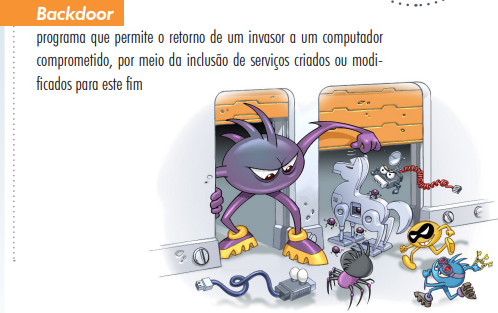 Backdoor
programa que permite o retorno de um invasor a um computador
comprometido, por meio da inclusão de serviços criados ou modi-
ficados para este fim